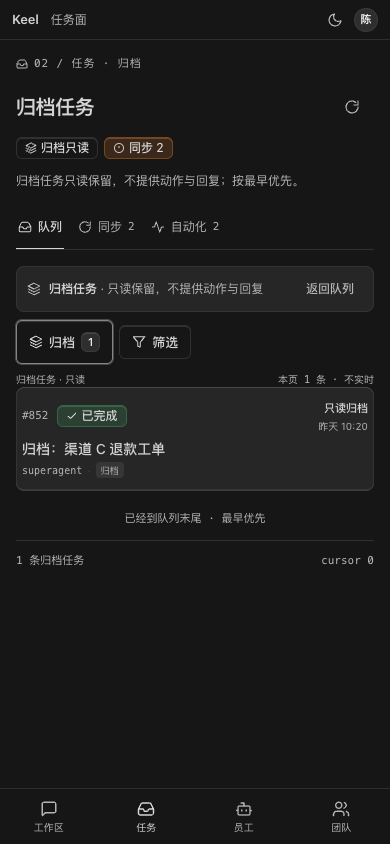 Keel 任务面 陈
02 / 任务 · 归档
归档任务
归档只读 同步 2
归档任务只读保留，不提供动作与回复；按最早优先。
队列 同步 2 自动化 2
归档任务 · 只读保留，不提供动作与回复 返回队列
归档 1 筛选
归档任务 · 只读 本页 1 条 · 不实时
#852 已完成 只读归档
昨天 10:20
归档：渠道 C 退款工单
superagent · 归档
已经到队列末尾 · 最早优先
1 条归档任务 cursor 0
工作区 任务 员工 团队